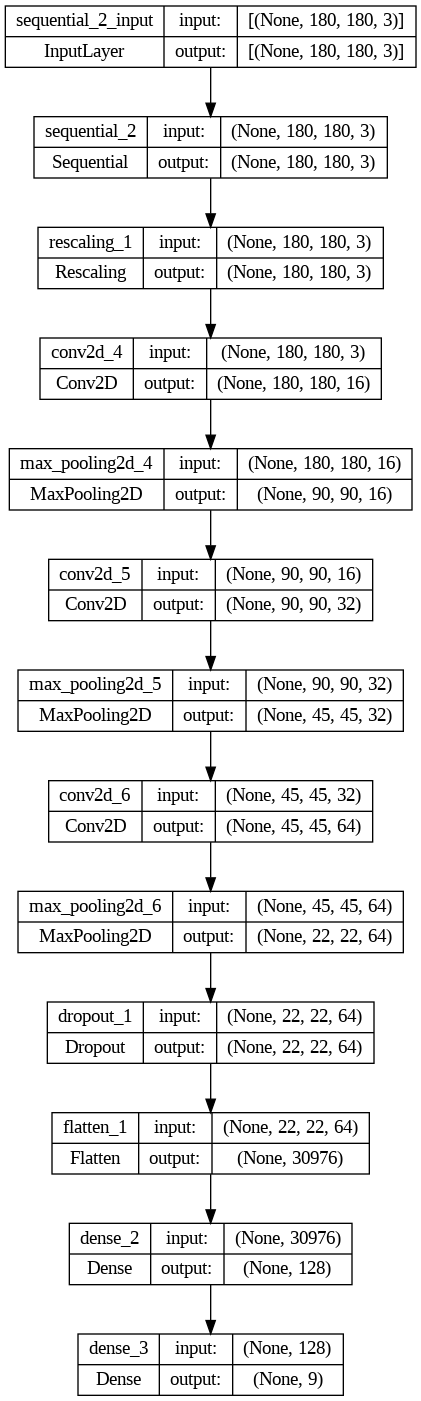 sequential_2_input input: [(None, 180, 180, 3)]
InputLayer output: [(None, 180, 180, 3)]
sequential_2 input: (None, 180, 180, 3)
Sequential output: (None, 180, 180, 3)
rescaling_1 input: (None, 180, 180, 3)
Rescaling output: (None, 180, 180, 3)
conv2d_4 input: (None, 180, 180, 3)
Conv2D output: (None, 180, 180, 16)
max_pooling2d_4 input: (None, 180, 180, 16)
MaxPooling2D output: (None, 90, 90, 16)
conv2d_5 input: (None, 90, 90, 16)
Conv2D output: (None, 90, 90, 32)
max_pooling2d_5 input: (None, 90, 90, 32)
MaxPooling2D output: (None, 45, 45, 32)
conv2d_6 input: (None, 45, 45, 32)
Conv2D output: (None, 45, 45, 64)
max_pooling2d_6 input: (None, 45, 45, 64)
MaxPooling2D output: (None, 22, 22, 64)
dropout_1 input: (None, 22, 22, 64)
Dropout output: (None, 22, 22, 64)
flatten_1 input: (None, 22, 22, 64)
Flatten output: (None, 30976)
dense_2 input: (None, 30976)
Dense output: (None, 128)
dense_3 input: (None, 128)
Dense output: (None, 9)